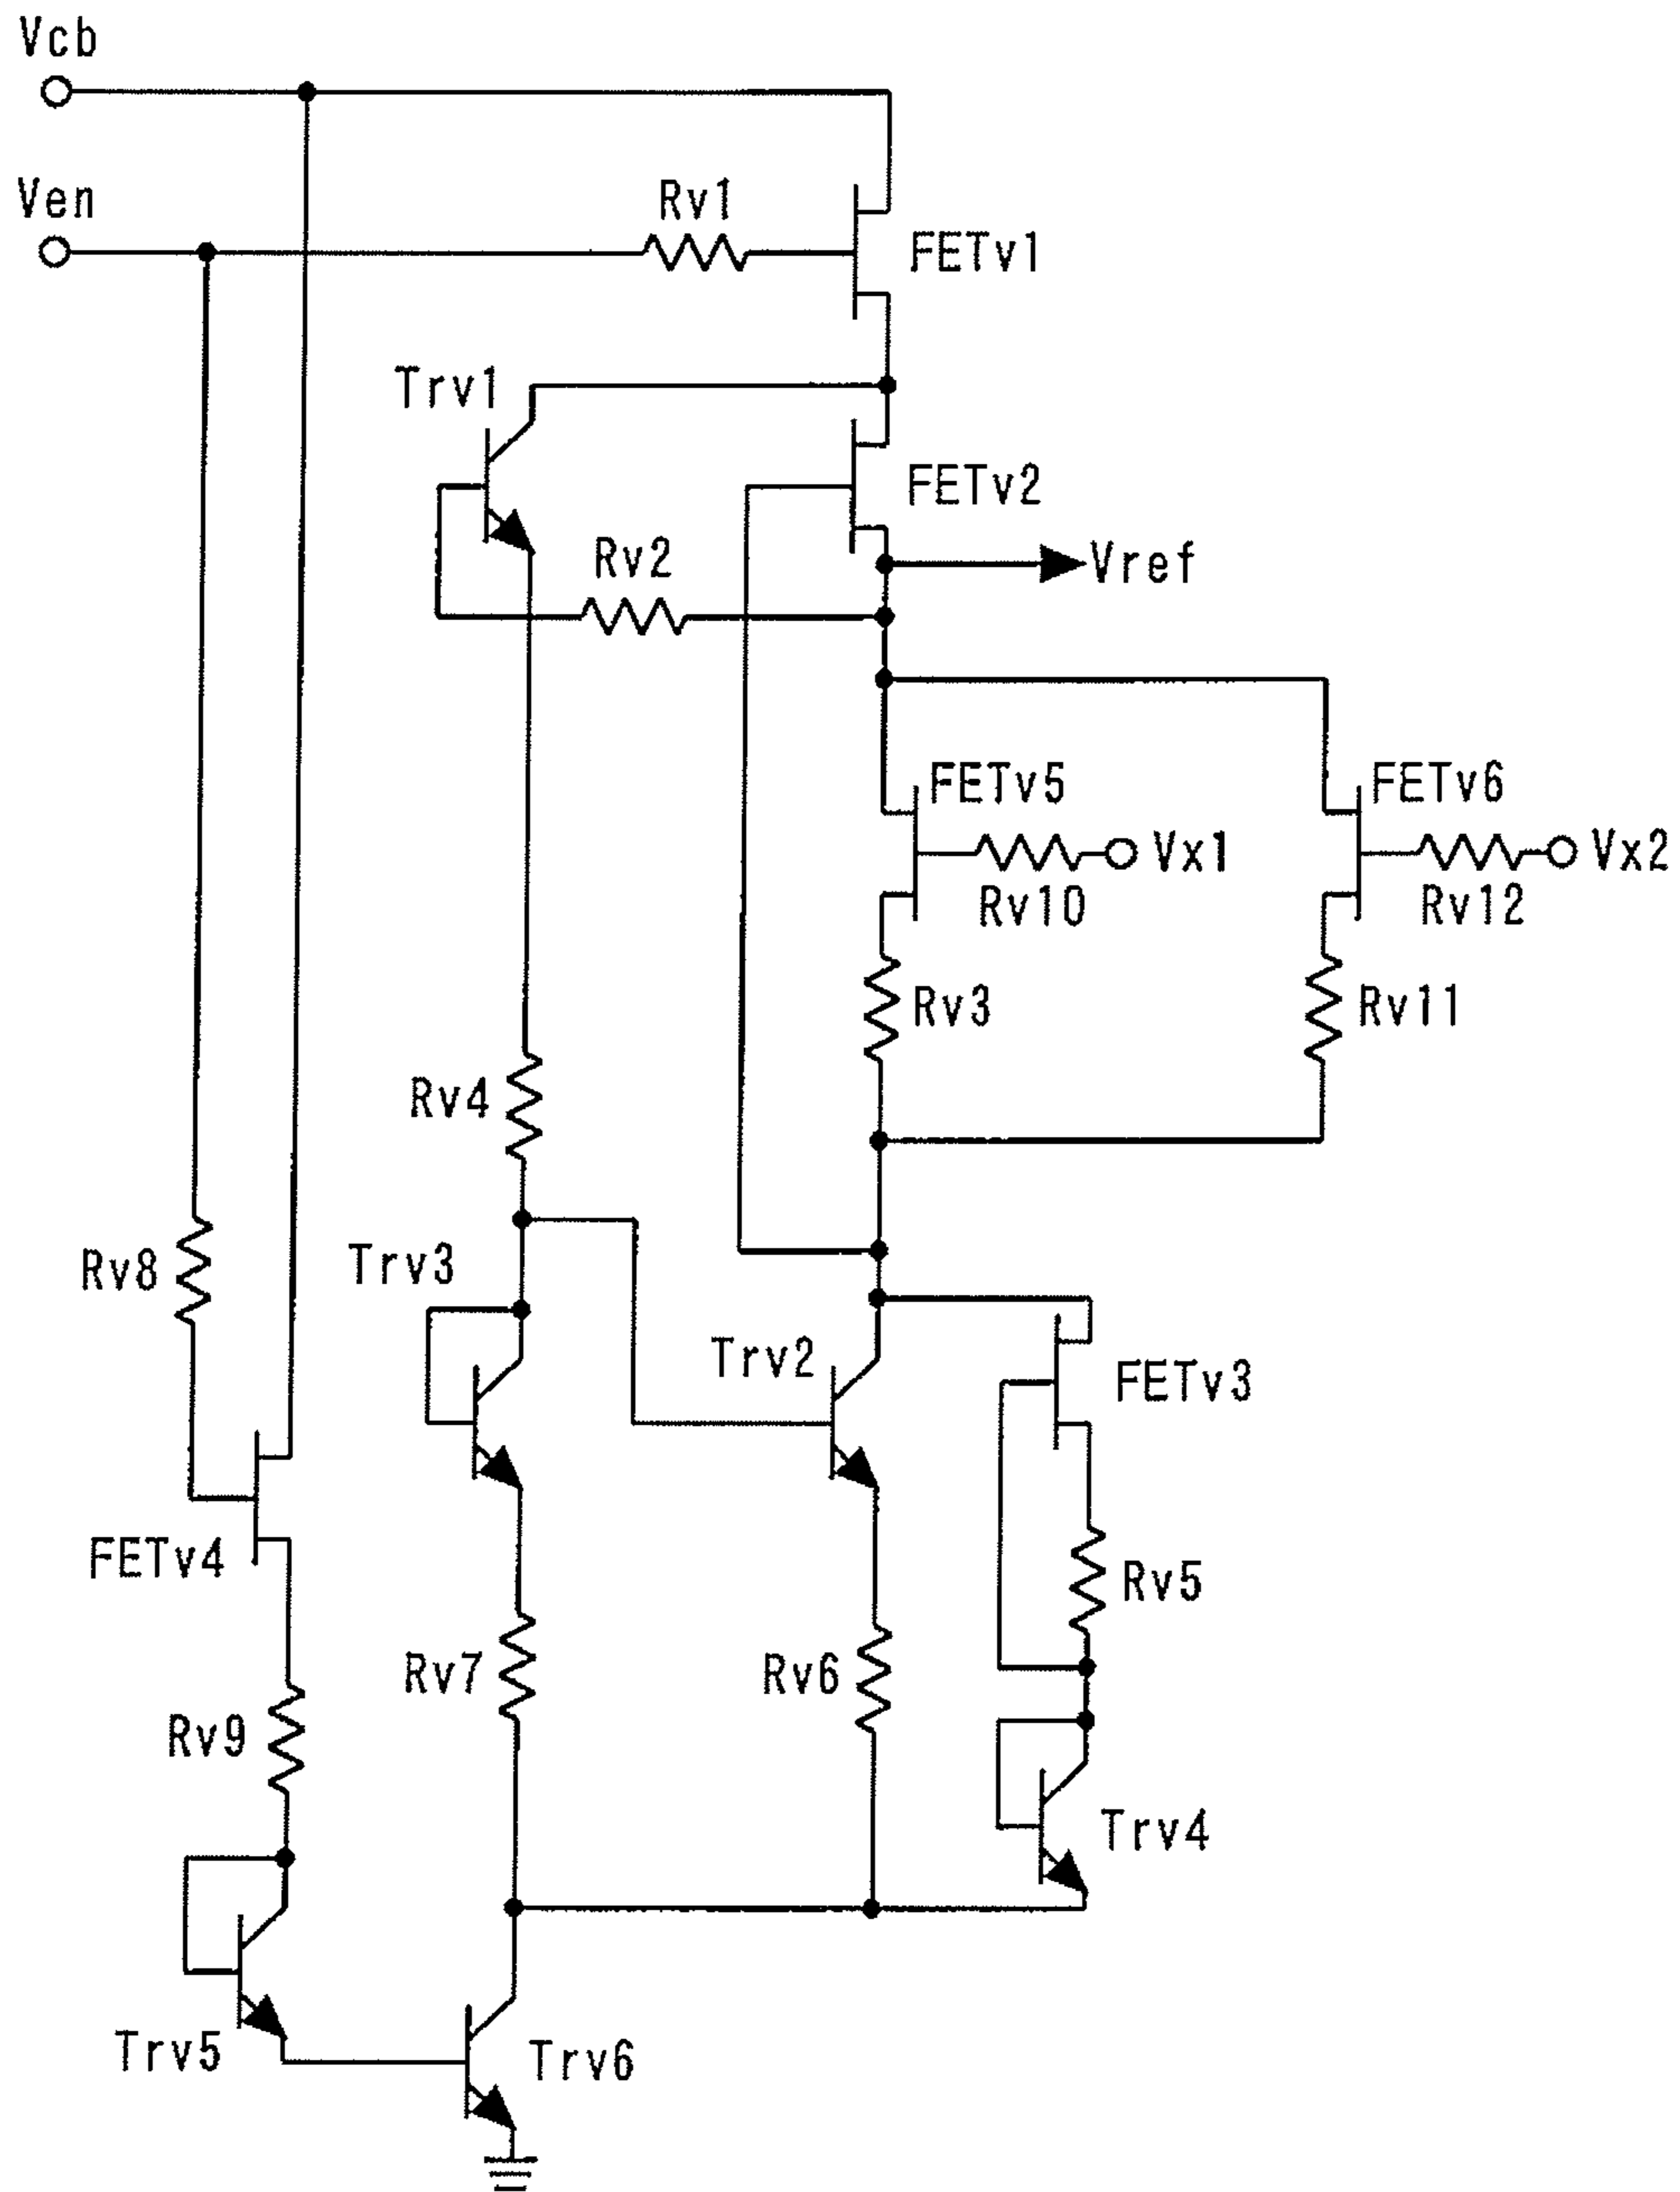 Vcb
Ven
Rv1
FETv1
Trv1
FETv2
Rv2
Vref
FETv5
FETv6
Vx1
Vx2
Rv10
Rv12
Rv3
Rv11
Rv4
Rv8
Trv3
Trv2
FETv3
FETv4
Rv5
Rv7
Rv6
Rv9
Trv4
Trv5
Trv6